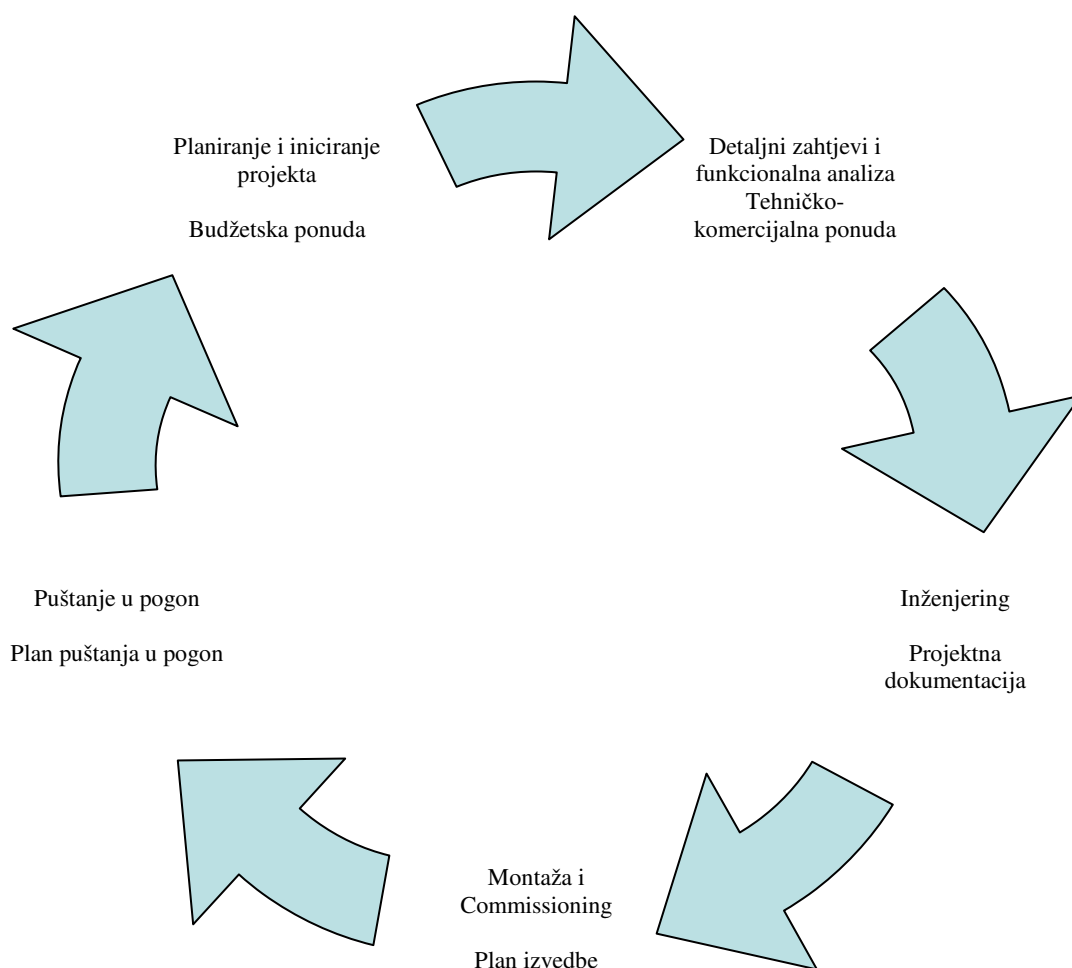 Planiranje i iniciranje
projekta
Budžetska ponuda
Detaljni zahtjevi i
funkcionalna analiza
Tehničko-
komercijalna ponuda
Inženjering
Projektna
dokumentacija
Montaža i
Commissioning
Plan izvedbe
Puštanje u pogon
Plan puštanja u pogon